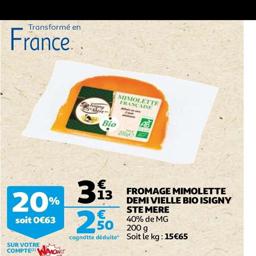 Transformé en
France
MIMOLETTE
FRANÇAISE
Bio
20%
soit 0€63
3€13
2€50
cagnotte déduite
SUR VOTRE
COMPTE
FROMAGE MIMOLETTE
DEMI VIELLE BIO ISIGNY
STE MERE
40% de MG
200 g
Soit le kg : 15€65